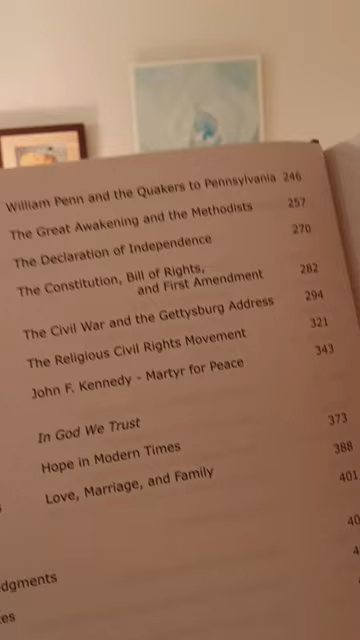 William Penn and the Quakers to Pennsylvania 246
The Great Awakening and the Methodists 257
The Declaration of Independence 270
The Constitution, Bill of Rights,
and First Amendment 282
The Civil War and the Gettysburg Address 294
The Religious Civil Rights Movement 321
John F. Kennedy - Martyr for Peace 343
In God We Trust 373
Hope in Modern Times 388
Love, Marriage, and Family 401
40
dgments 4
es